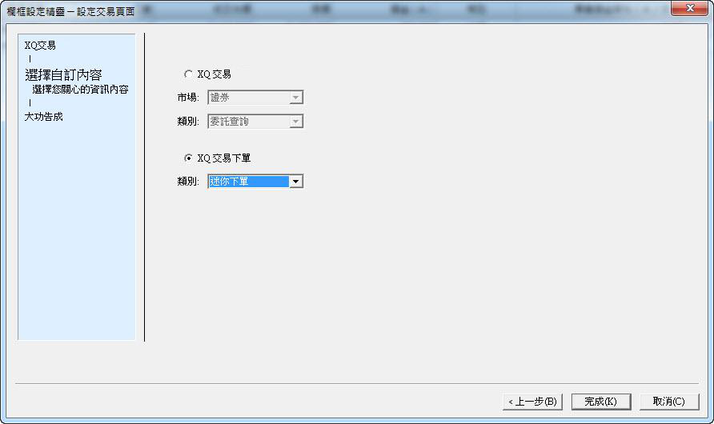 欄框設定精靈 — 設定交易頁面
XQ交易
選擇自訂內容
選擇您關心的資訊內容
大功告成
XQ 交易
市場: 證券
類別: 委託查詢
XQ 交易下單
類別: 迷你下單
< 上一步(B) 完成(K) 取消(C)